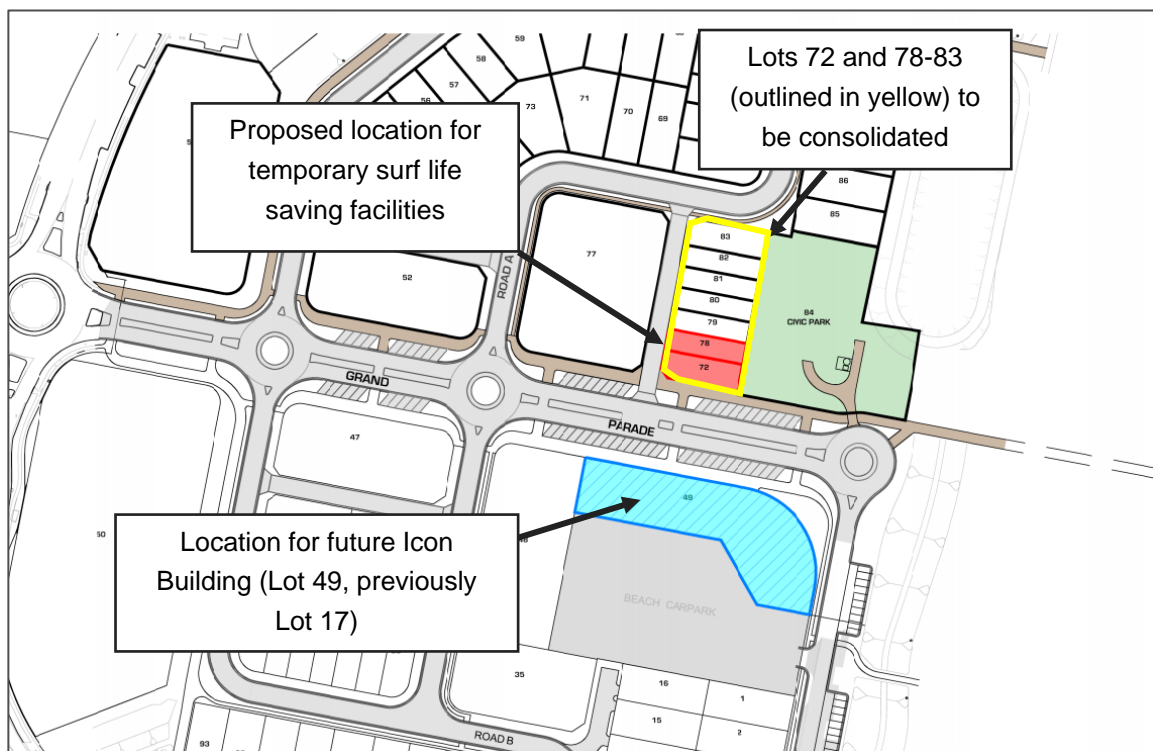 Lots 72 and 78-83
(outlined in yellow) to
be consolidated
Proposed location for
temporary surf life
saving facilities
59
58
57
56
73
71
70
69
86
85
83
82
81
80
79
78
72
77
52
ROAD A
84
CIVIC PARK
GRAND
PARADE
47
49
Location for future Icon
Building (Lot 49, previously
Lot 17)
BEACH CARPARK
35
16
1
15
2
ROAD B
93